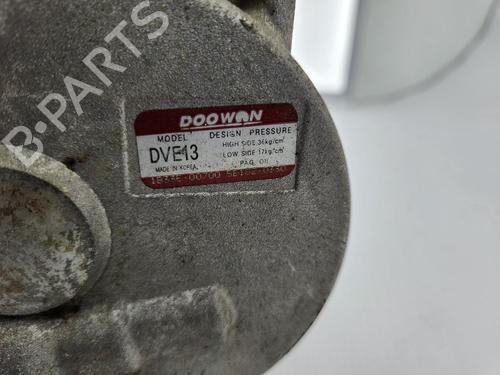 B-PARTS
DOOWON
MODEL DESIGN PRESSURE
DVE13 HIGH SIDE 36kg/cm²
LOW SIDE 17kg/cm²
MADE IN KOREA PAG OIL